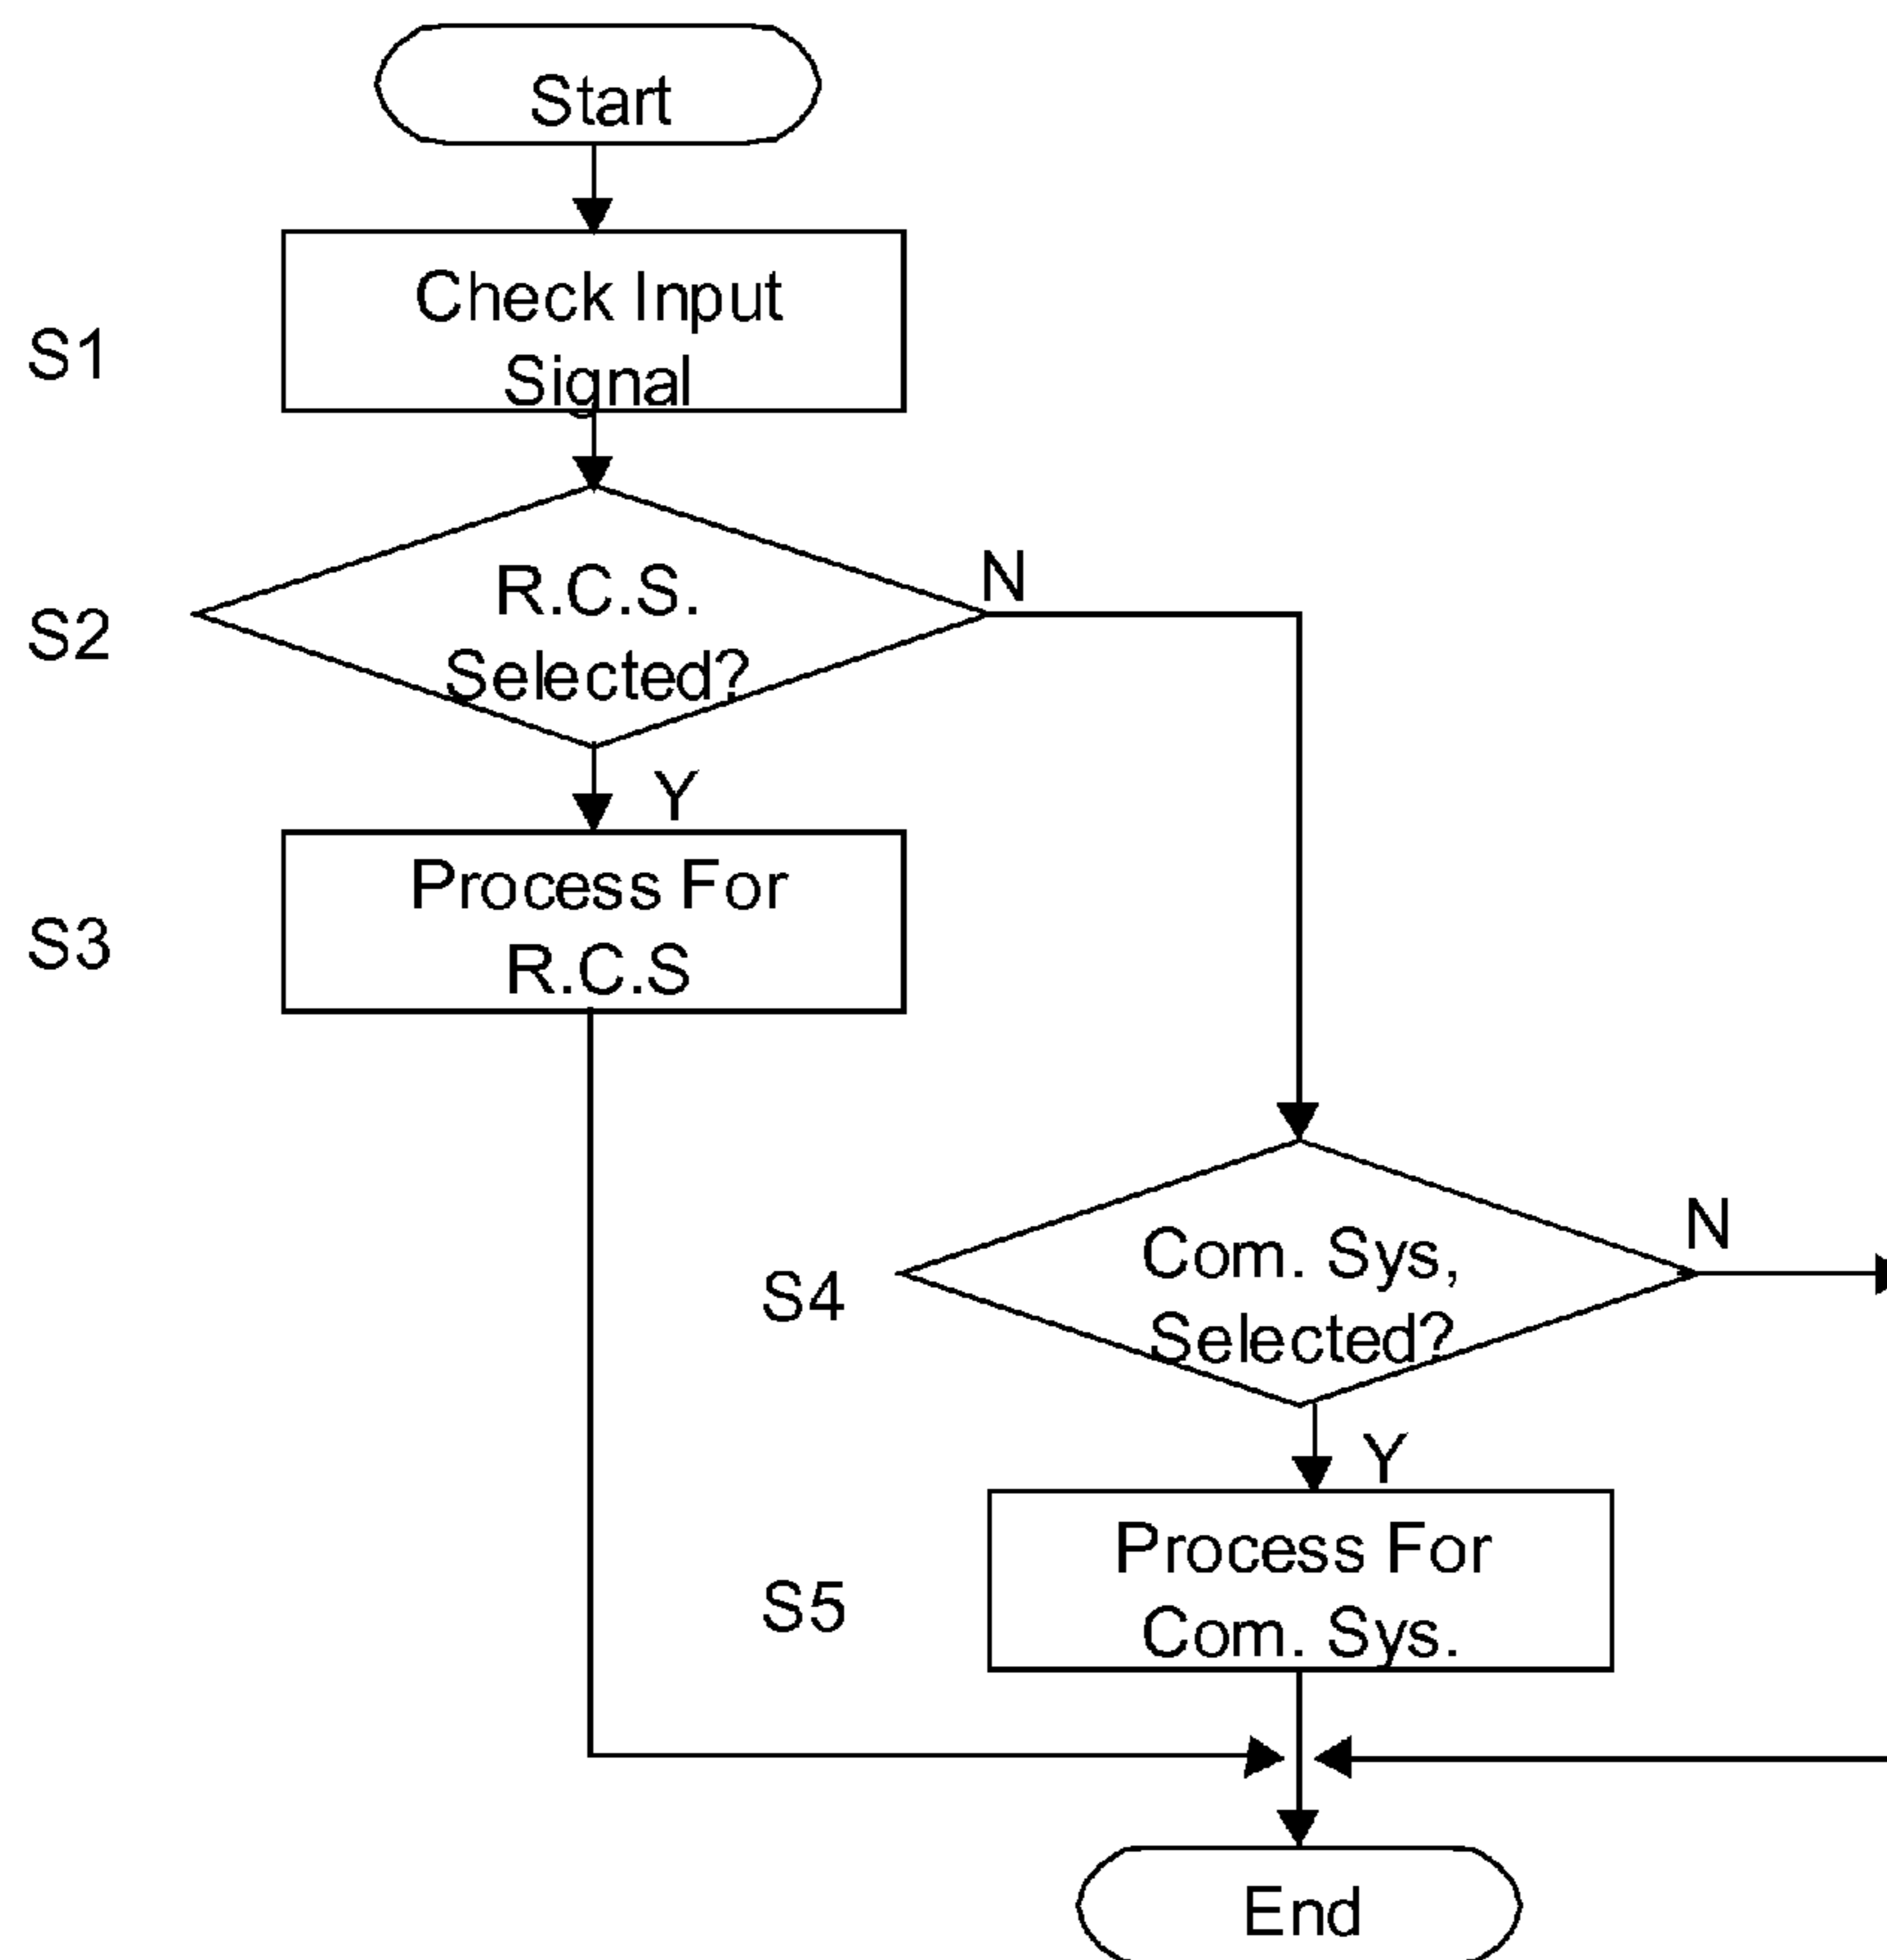 Start
S1
Check Input
Signal
S2
R.C.S.
Selected?
N
Y
S3
Process For
R.C.S
S4
Com. Sys,
Selected?
N
Y
S5
Process For
Com. Sys.
End